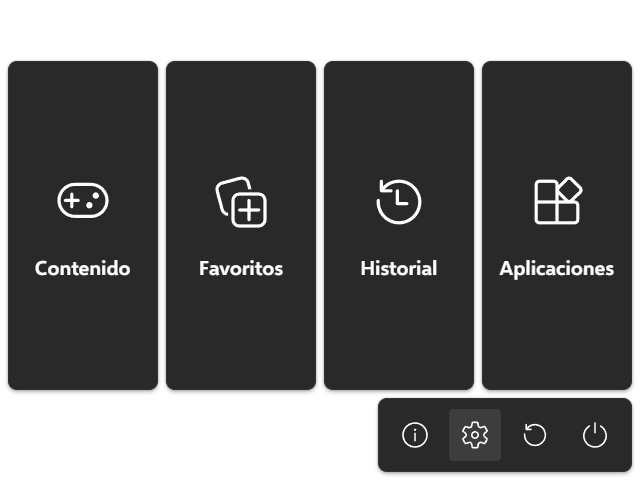 Contenido
Favoritos
Historial
Aplicaciones